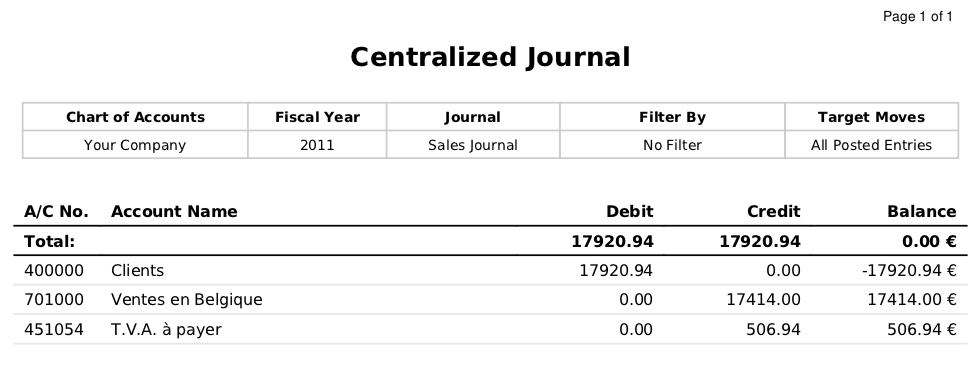 Page 1 of 1
Centralized Journal
Chart of Accounts Fiscal Year Journal Filter By Target Moves
Your Company 2011 Sales Journal No Filter All Posted Entries
A/C No. Account Name Debit Credit Balance
Total: 17920.94 17920.94 0.00 €
400000 Clients 17920.94 0.00 -17920.94 €
701000 Ventes en Belgique 0.00 17414.00 17414.00 €
451054 T.V.A. à payer 0.00 506.94 506.94 €